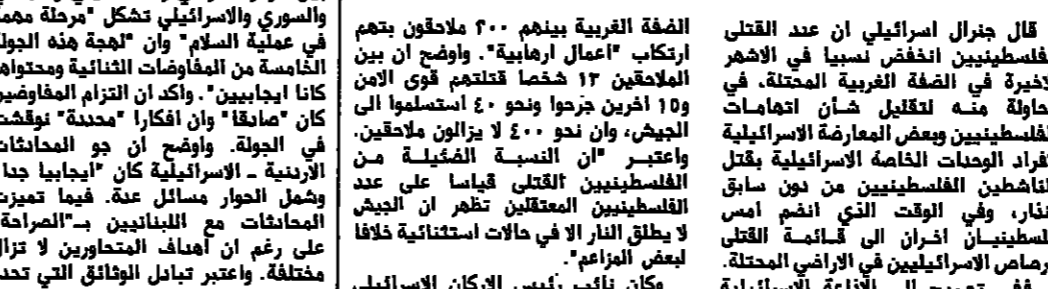 قال جنرال اسرائيلي ان عدد القتلى
الفلسطينيين انخفض نسبيا في الاشهر
الاخيرة في الضفة الغربية المحتلة، في
محاولة منه لتقليل شأن اتهامات
الفلسطينيين وبعض المعارضة الاسرائيلية
لافراد الوحدات الخاصة الاسرائيلية بقتل
الناشطين الفلسطينيين من دون سابق
انذار، وفي الوقت الذي انضم امس
فلسطينيان اخران الى قائمة القتلى
برصاص الاسرائيليين في الاراضي المحتلة.
الضفة الغربية بينهم ٢٠٠ ملاحقون بتهم
ارتكاب "اعمال ارهابية". واوضح ان بين
الملاحقين ١٣ شخصا قتلتهم قوى الامن
و١٥ اخرين جرحوا ونحو ٤٠ استسلموا الى
الجيش، وان نحو ٤٠٠ لا يزالون ملاحقين.
واعتبر "ان النسبة الضئيلة من
الفلسطينيين القتلى قياسا على عدد
الفلسطينيين المعتقلين تظهر ان الجيش
لا يطلق النار الا في حالات استثنائية خلافا
لبعض المزاعم".
وكان نائب رئيس الاركان الاسرائيلي
والسوري والاسرائيلي تشكل "مرحلة مهمة
في عملية السلام" وان "لهجة هذه الجولة
الخامسة من المفاوضات الثنائية ومحتواها
كانا ايجابيين". واكد ان التزام المفاوضين
كان "صادقا" وان افكارا "محددة" نوقشت
في الجولة. واوضح ان جو المحادثات
الاردنية ـ الاسرائيلية كان "ايجابيا جدا
وشمل الحوار مسائل عدة. فيما تميزت
المحادثات مع اللبنانيين بـ"الصراحة"
على رغم ان اهداف المتحاورين لا تزال
مختلفة. واعتبر تبادل الوثائق التي تحدد